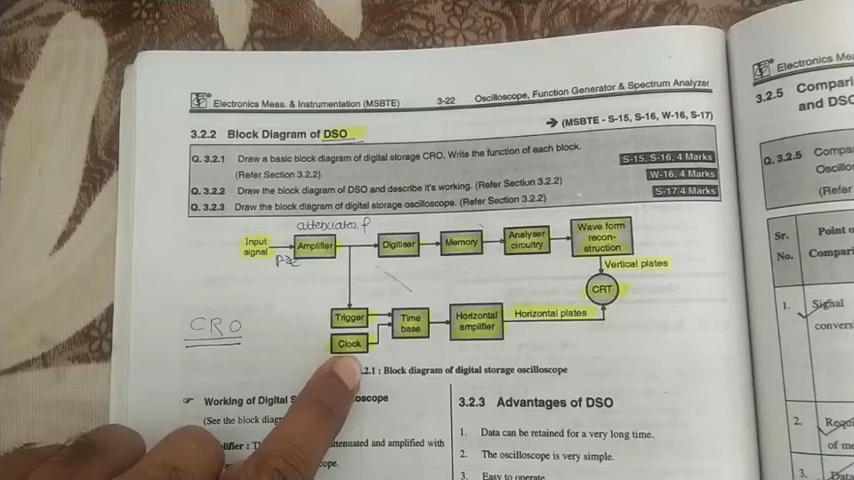 Electronics Meas. & Instrumentation (MSBTE) 3-22 Oscilloscope, Function Generator & Spectrum Analyzer
(MSBTE - S-15, S-16, W-16, S-17)
3.2.2 Block Diagram of DSO
Q. 3.2.1 Draw a basic block diagram of digital storage CRO. Write the function of each block.
(Refer Section 3.2.2) S-15, S-16, 4 Marks
Q. 3.2.2 Draw the block diagram of DSO and describe it's working. (Refer Section 3.2.2) W-16, 4 Marks
Q. 3.2.3 Draw the block diagram of digital storage oscilloscope. (Refer Section 3.2.2) S-17 4 Marks
attenuator
Input
signal
Pre
Amplifier
Digitiser
Memory
Analyser
circuitry
Wave form
recon-
struction
Vertical plates
CRT
Trigger
Clock
Time
base
Horizontal
amplifier
Horizontal plates
CRO
.2.1 : Block diagram of digital storage oscilloscope
Working of Digital S
(See the block diag
lifier : T
ttenuated and amplified with
cope.
3.2.3 Advantages of DSO
1. Data can be retained for a very long time.
2. The oscilloscope is very simple.
3. Easy to operate
Electronics Me
3.2.5 Compari
and DSO
Q. 3.2.5 Compa
Oscillo
(Refer
Sr.
No.
Point o
Compari
1. Signal
convers
2. Requi
of me
3. Data